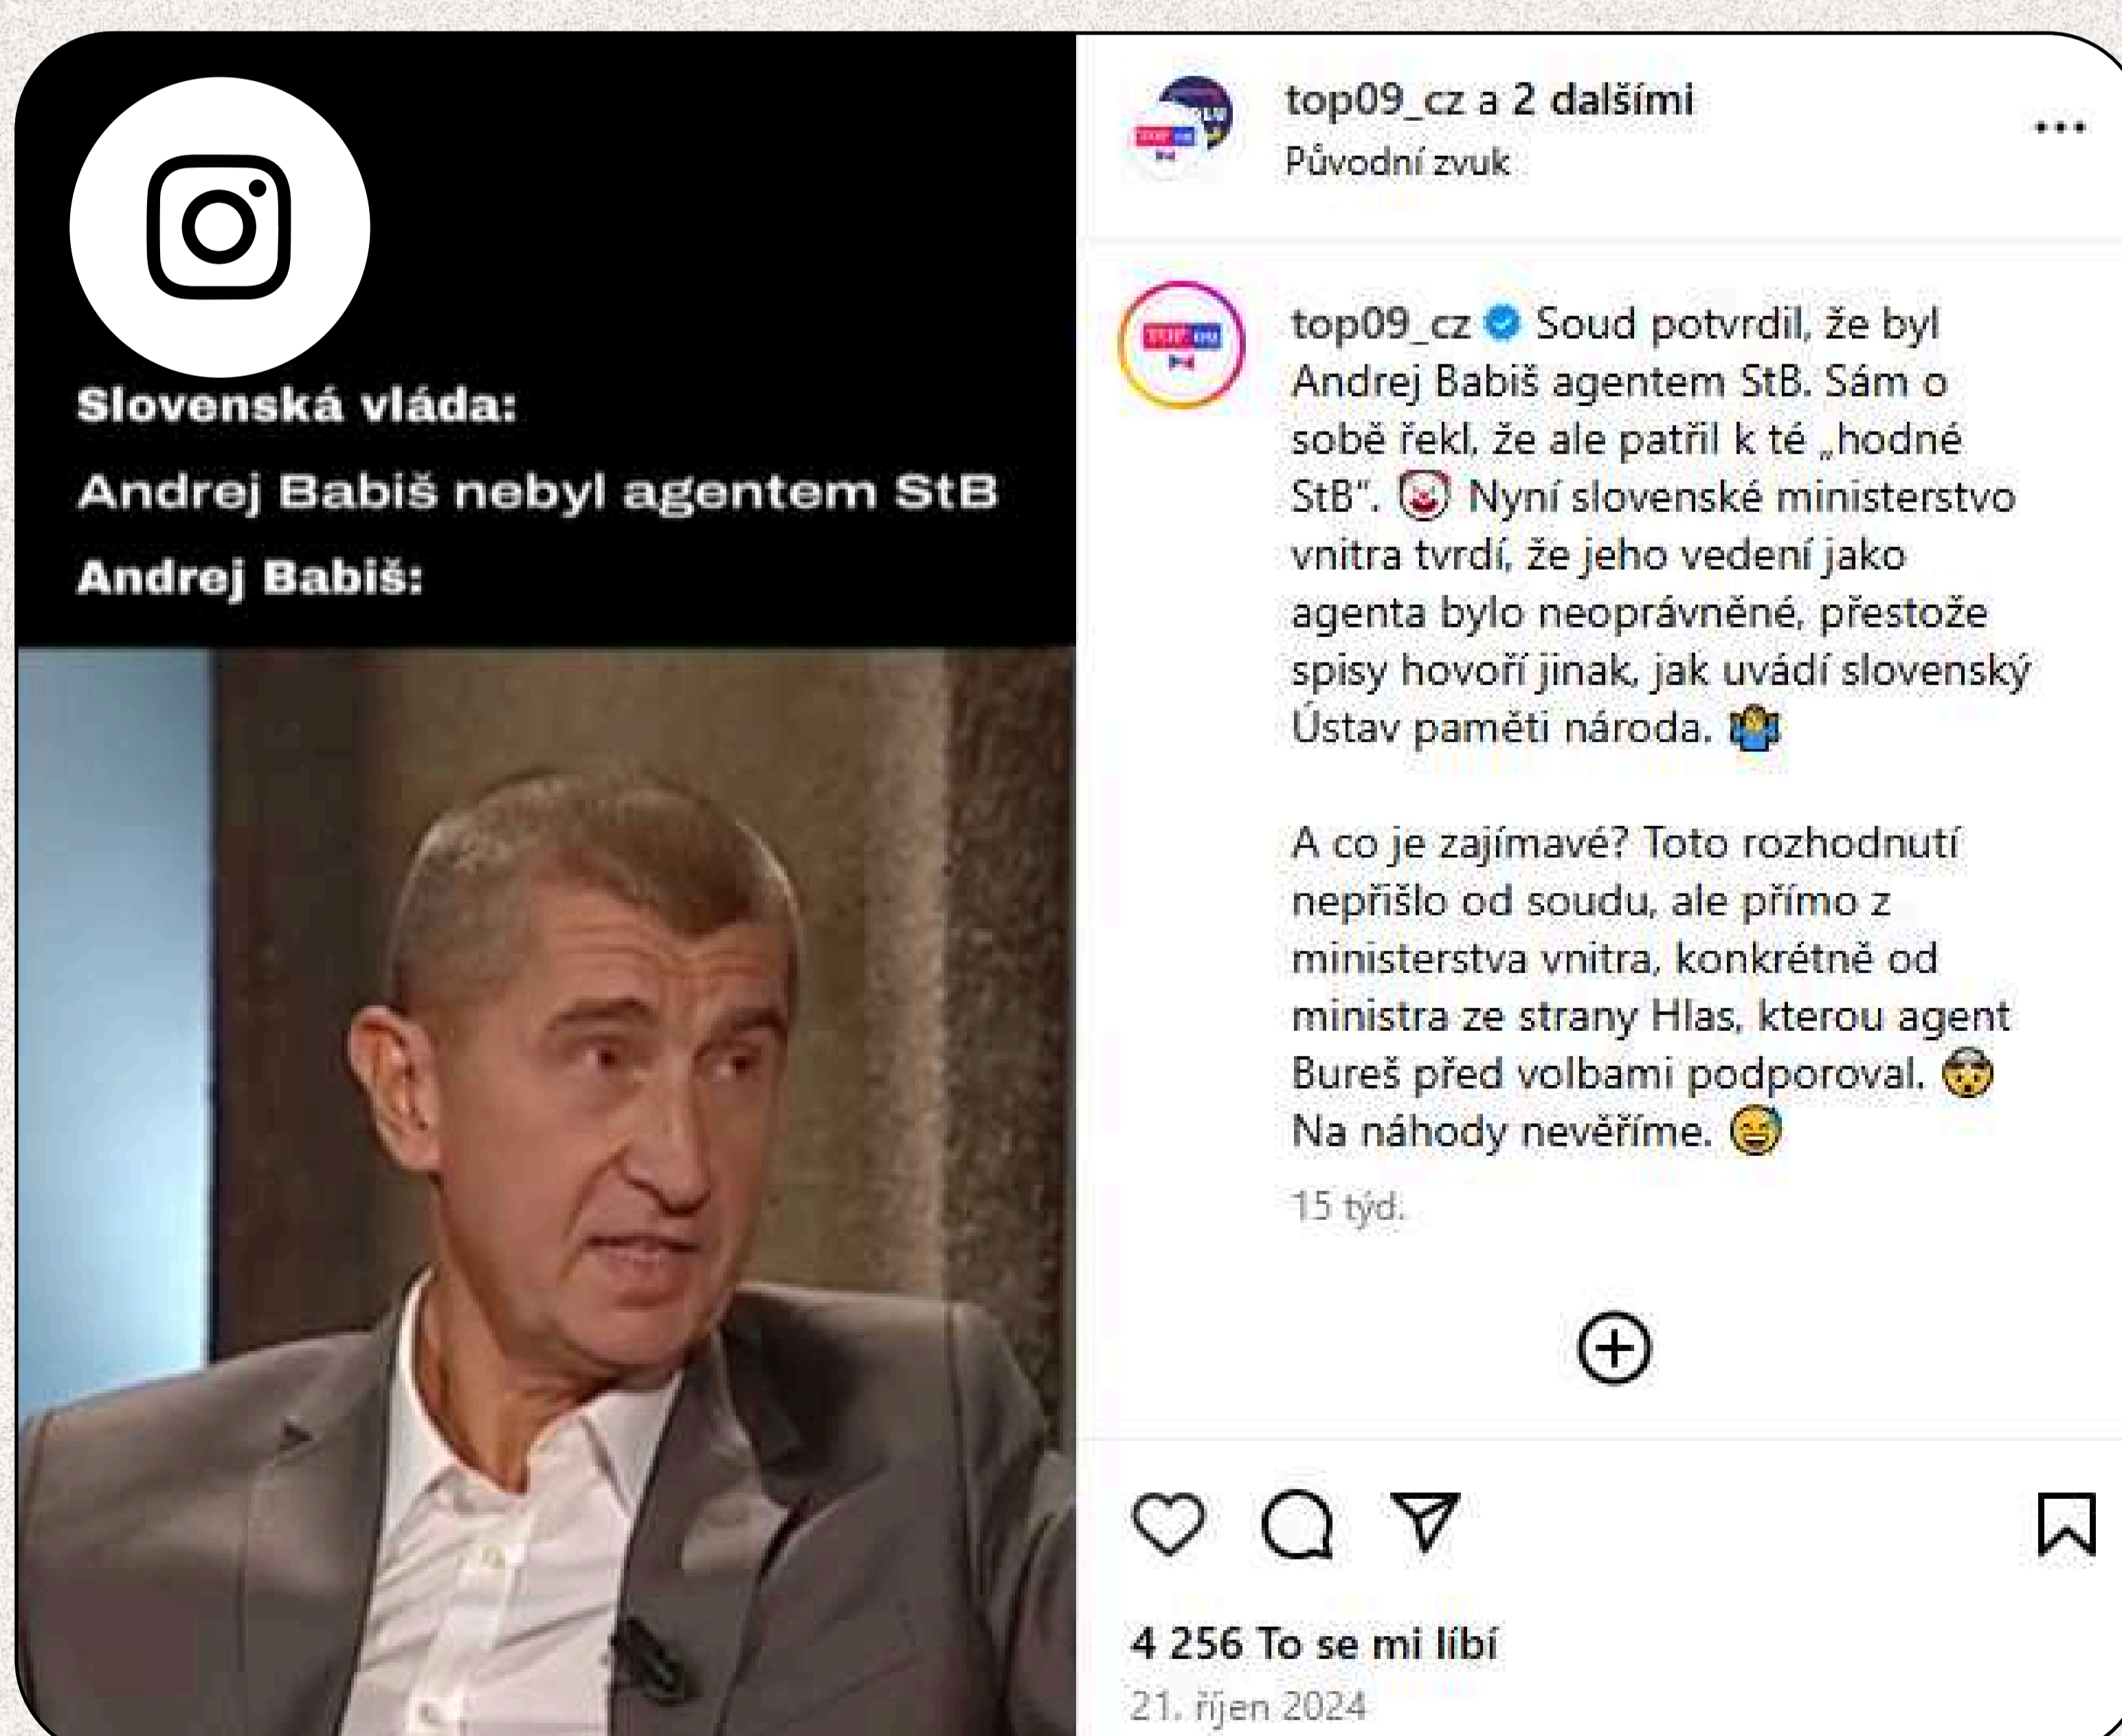 Slovenská vláda:
Andrej Babiš nebyl agentem StB
Andrej Babiš:
top09_cz a 2 dalšími
Původní zvuk
top09_cz Soud potvrdil, že byl
Andrej Babiš agentem StB. Sám o
sobě řekl, že ale patřil k té „hodné
StB“. 🤡 Nyní slovenské ministerstvo
vnitra tvrdí, že jeho vedení jako
agenta bylo neoprávněné, přestože
spisy hovoří jinak, jak uvádí slovenský
Ústav paměti národa. 🤷
A co je zajímavé? Toto rozhodnutí
nepřišlo od soudu, ale přímo z
ministerstva vnitra, konkrétně od
ministra ze strany Hlas, kterou agent
Bureš před volbami podporoval. 🤯
Na náhody nevěříme. 😅
15 týd.
4 256 To se mi líbí
21. říjen 2024